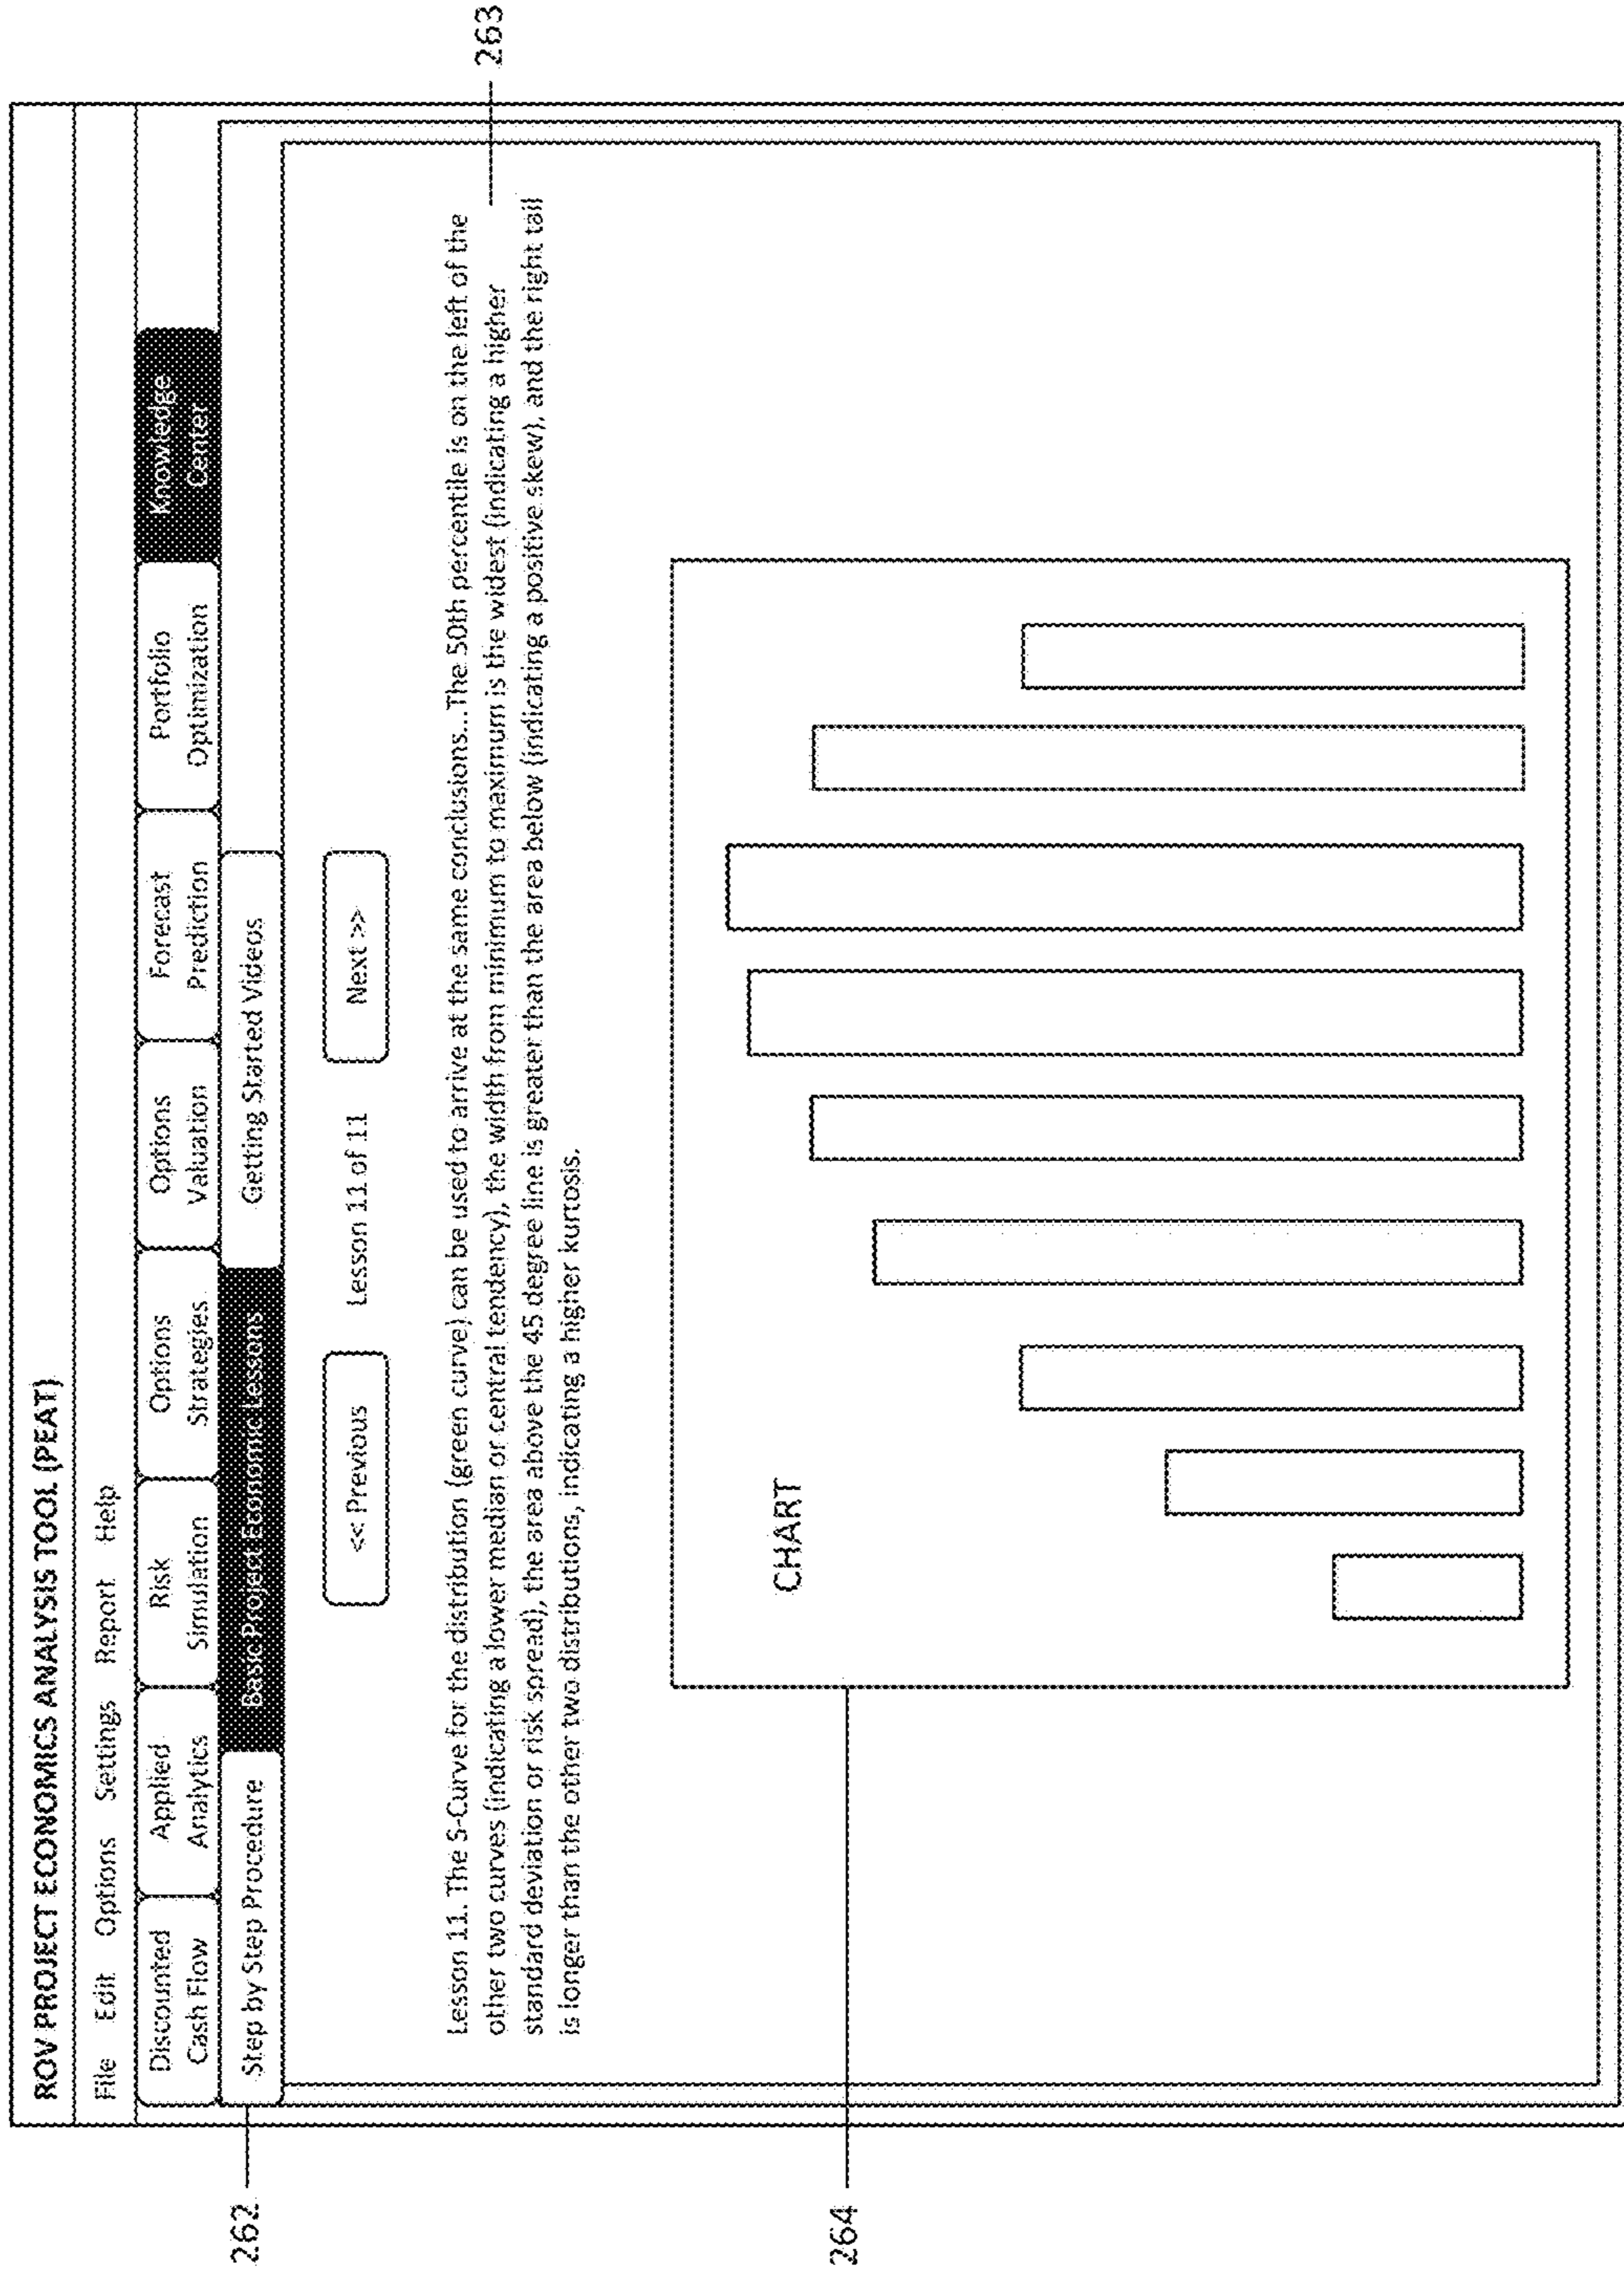 ROV PROJECT ECONOMICS ANALYSIS TOOL (PEAT)
File Edit Options Settings Report Help
Discounted Cash Flow
Applied Analytics
Risk Simulation
Options Strategies
Options Valuation
Forecast Prediction
Portfolio Optimization
Knowledge Center
262
Step by Step Procedure
Basic Project Economic Lessons
Getting Started Videos
<< Previous
Lesson 11 of 11
Next >>
Lesson 11. The S-Curve for the distribution (green curve) can be used to arrive at the same conclusions...The 50th percentile is on the left of the
other two curves (indicating a lower median or central tendency), the width from minimum to maximum is the widest (indicating a higher
standard deviation or risk spread), the area above the 45 degree line is greater than the area below (indicating a positive skew), and the right tail
is longer than the other two distributions, indicating a higher kurtosis.
263
CHART
264